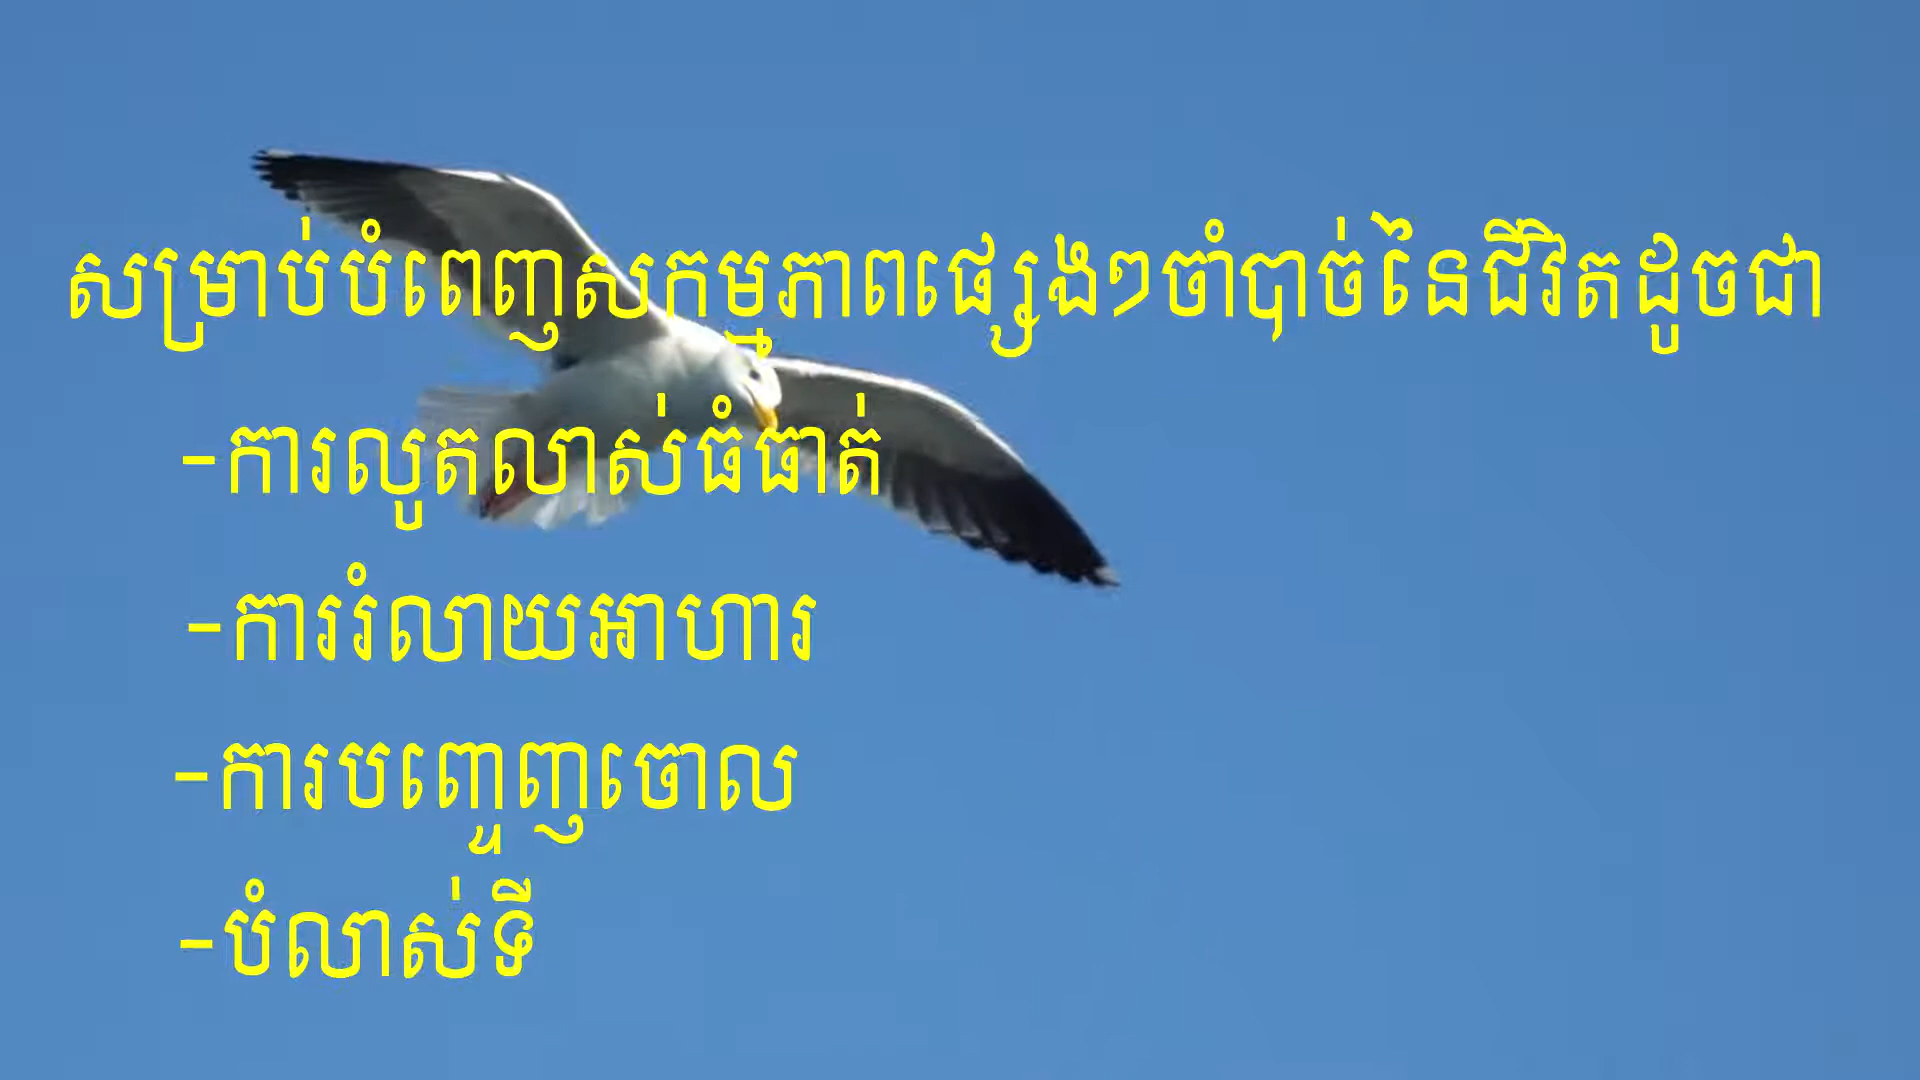 សម្រាប់បំពេញសកម្មភាពផ្សេងៗចាំបាច់នៃជីវិតដូចជា
-ការលូតលាស់ធំធាត់
-ការរំលាយអាហារ
-ការបញ្ចេញចោល
-បំលាស់ទី